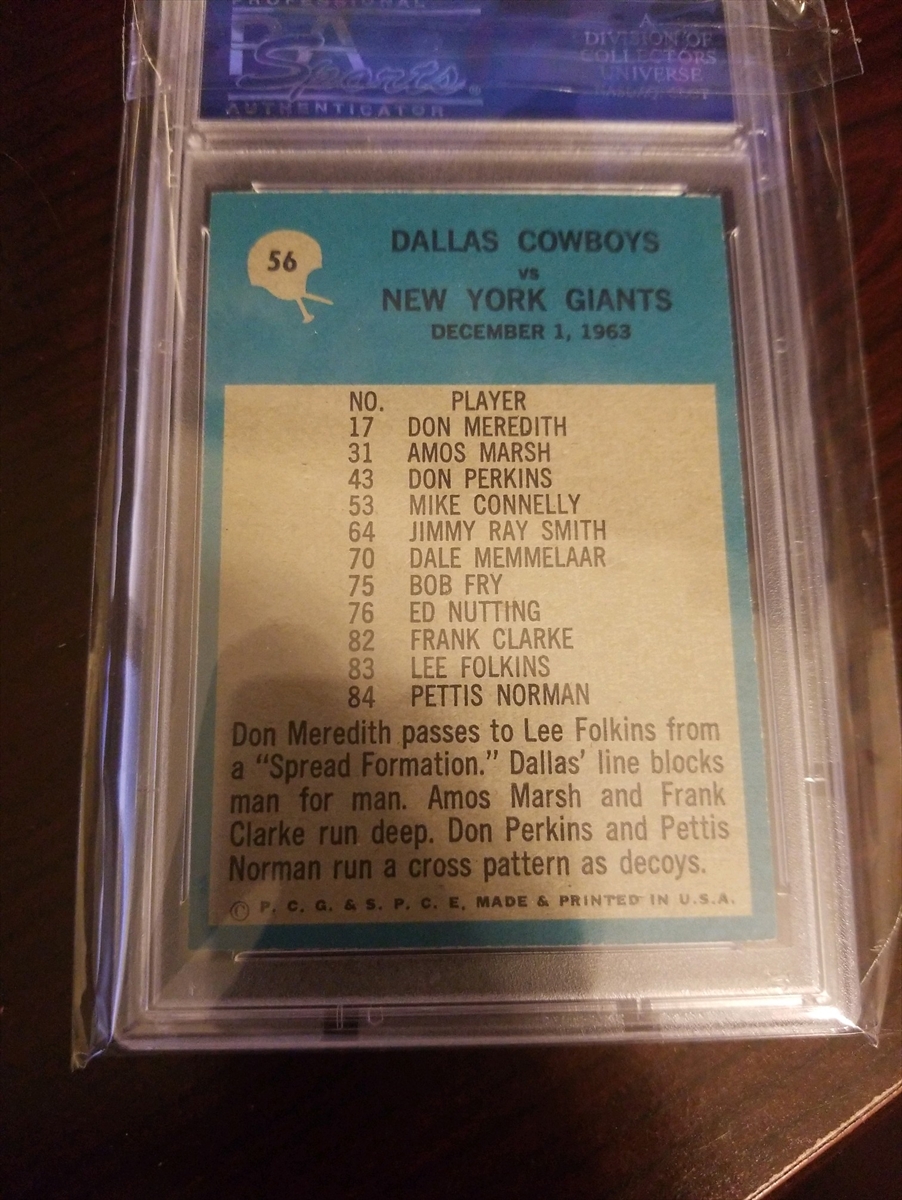 PROFESSIONAL
PSA
Sports®
AUTHENTICATOR
A
DIVISION OF
COLLECTORS
UNIVERSE
NASDAQ: CLCT
56
DALLAS COWBOYS
VS
NEW YORK GIANTS
DECEMBER 1, 1963
NO. PLAYER
17 DON MEREDITH
31 AMOS MARSH
43 DON PERKINS
53 MIKE CONNELLY
64 JIMMY RAY SMITH
70 DALE MEMMELAAR
75 BOB FRY
76 ED NUTTING
82 FRANK CLARKE
83 LEE FOLKINS
84 PETTIS NORMAN
Don Meredith passes to Lee Folkins from
a “Spread Formation.” Dallas’ line blocks
man for man. Amos Marsh and Frank
Clarke run deep. Don Perkins and Pettis
Norman run a cross pattern as decoys.
© P. C. G. & S. P. C. E. MADE & PRINTED IN U.S.A.